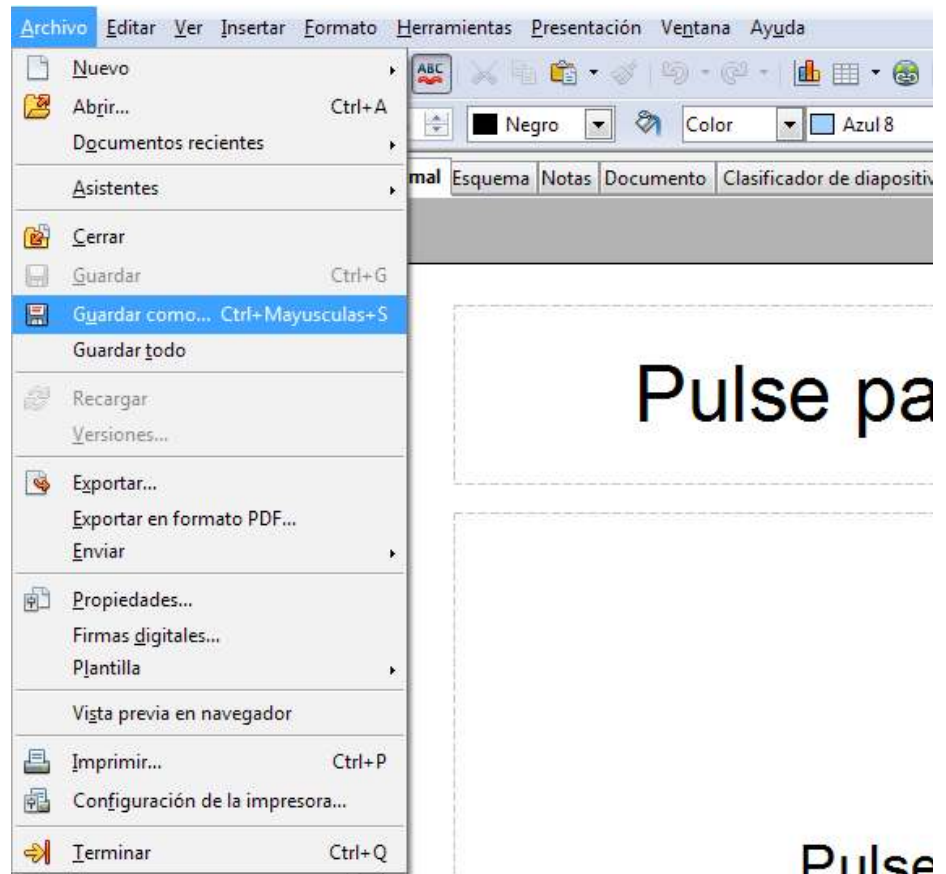 Archivo Editar Ver Insertar Formato Herramientas Presentación Ventana Ayuda
Nuevo
ABC
Abrir... Ctrl+A
Negro Color Azul 8
Documentos recientes
Esquema Notas Documento Clasificador de
Asistentes
Cerrar
Guardar Ctrl+G
Guardar como... Ctrl+Mayusculas+S
Guardar todo
Pulse
Recargar
Versiones...
Exportar...
Exportar en formato PDF...
Enviar
Propiedades...
Firmas digitales...
Plantilla
Vista previa en navegador
Imprimir... Ctrl+P
Configuración de la impresora...
Terminar Ctrl+Q
Pulse